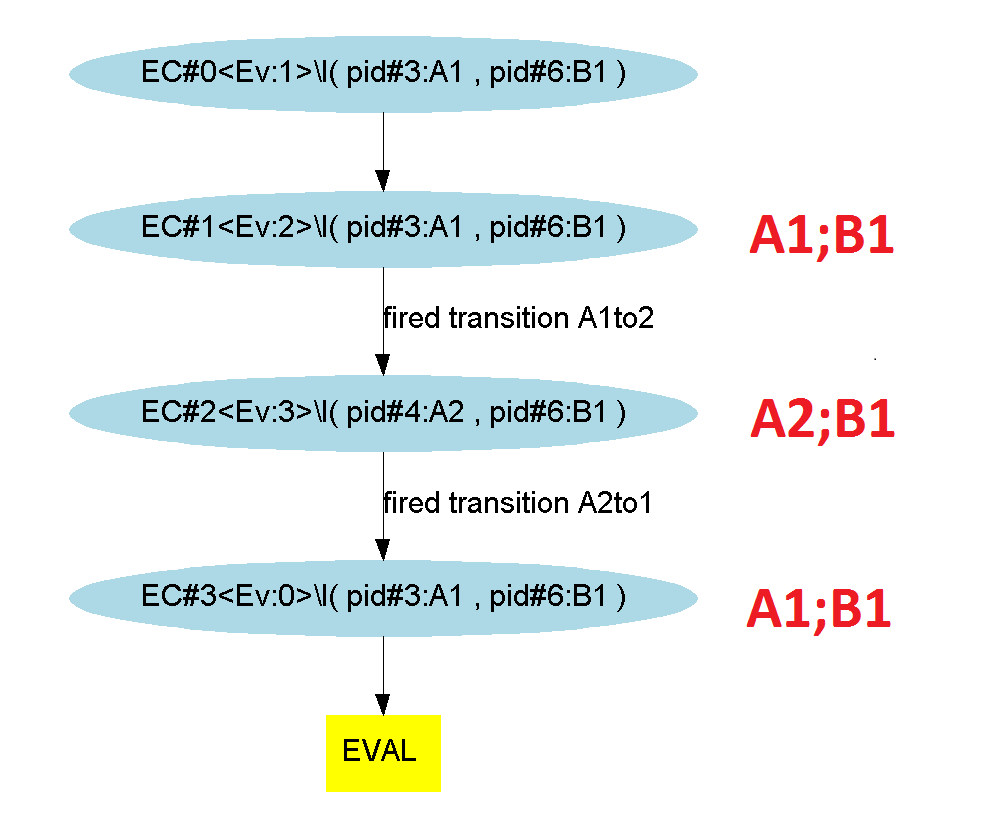 EC#0<Ev:1>\l( pid#3:A1 , pid#6:B1 )
EC#1<Ev:2>\l( pid#3:A1 , pid#6:B1 )
A1;B1
fired transition A1to2
EC#2<Ev:3>\l( pid#4:A2 , pid#6:B1 )
A2;B1
fired transition A2to1
EC#3<Ev:0>\l( pid#3:A1 , pid#6:B1 )
A1;B1
EVAL